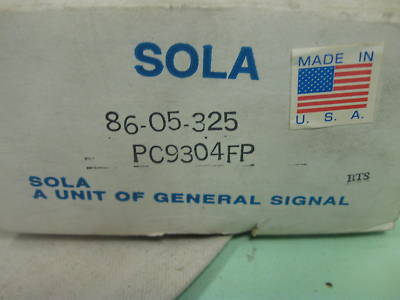 SOLA
MADE IN
U. S. A.
86-05-325
PC9304FP
BTS
SOLA
A UNIT OF GENERAL SIGNAL